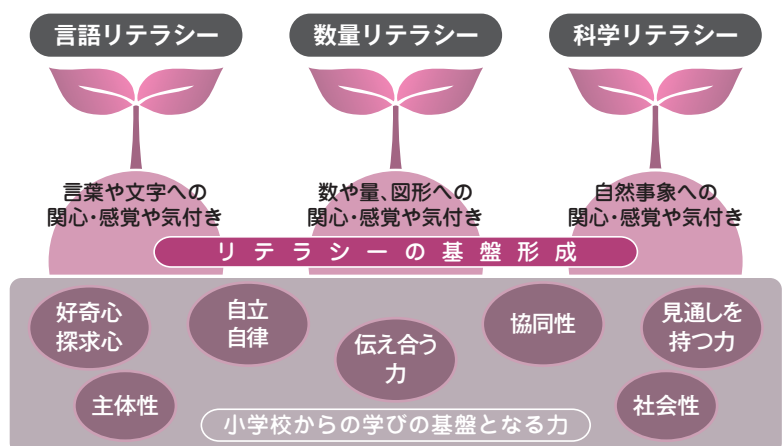 言語リテラシー
数量リテラシー
科学リテラシー
言葉や文字への
関心・感覚や気付き
数や量、図形への
関心・感覚や気付き
自然事象への
関心・感覚や気付き
リテラシーの基盤形成
好奇心
探求心
自立
自律
伝え合う
力
協同性
見通しを
持つ力
主体性
社会性
小学校からの学びの基盤となる力